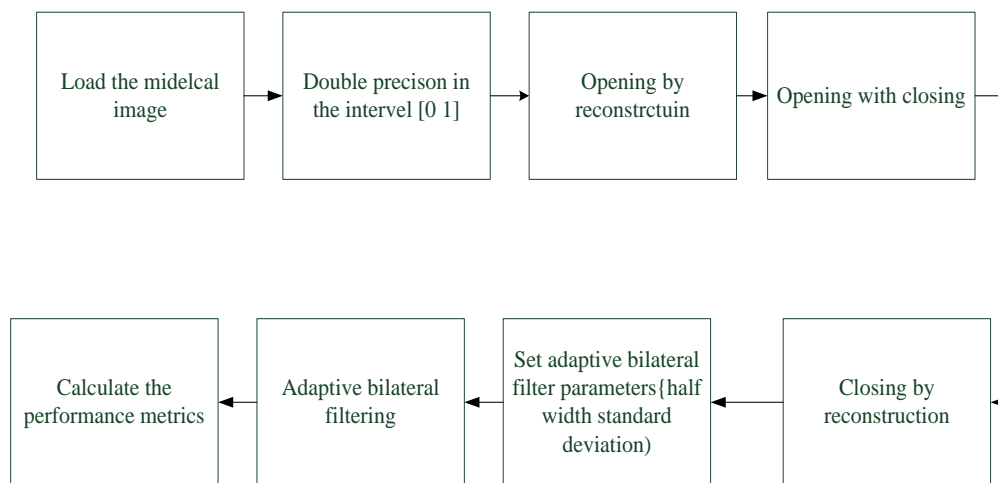 Load the midelcal
image
Double precison in
the intervel [0 1]
Opening by
reconstrctuin
Opening with closing
Closing by
reconstruction
Set adaptive bilateral
filter parameters{half
width standard
deviation)
Adaptive bilateral
filtering
Calculate the
performance metrics